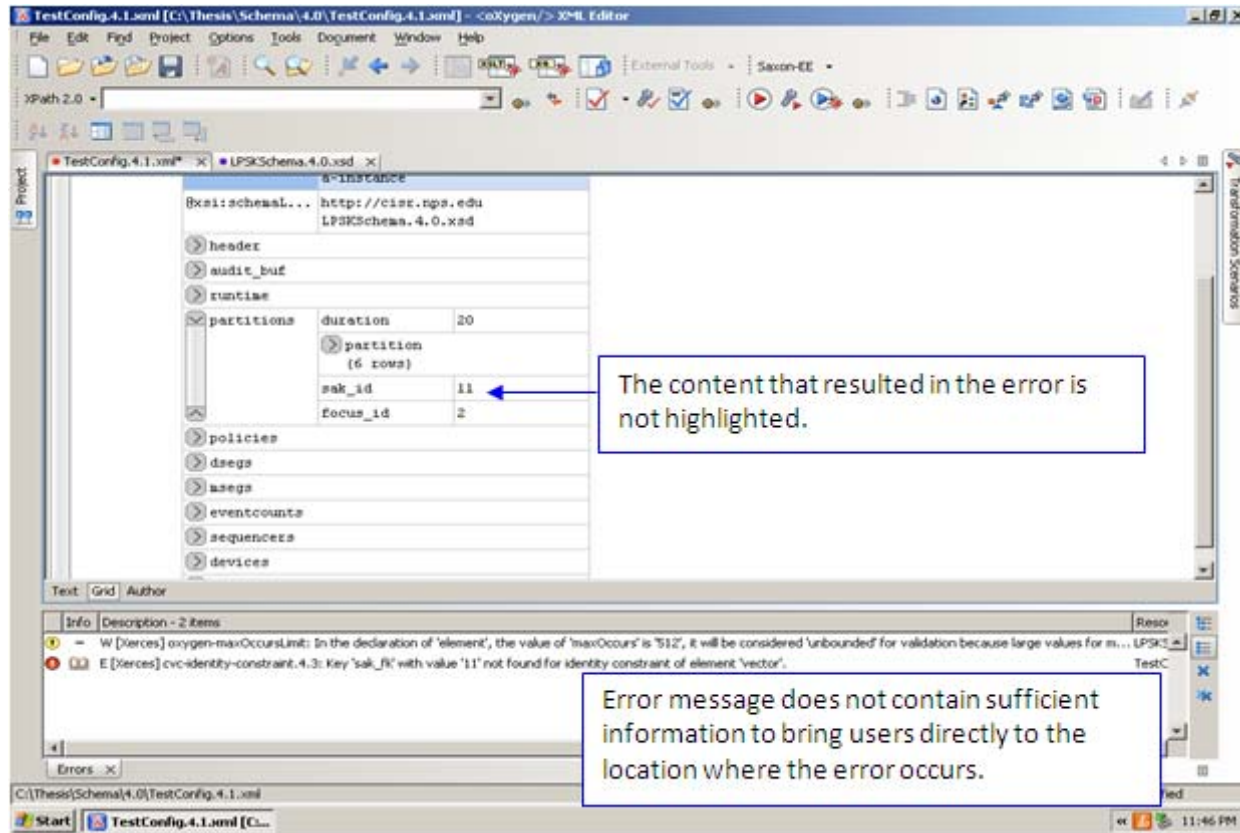 TestConfig.4.1.xml [C:\Thesis\Schema\4.0\TestConfig.4.1.xml] - <oXygen/> XML Editor
File Edit Find Project Options Tools Document Window Help
External Tools Saxon-EE
XPath 2.0
TestConfig.4.1.xml* LPSKSchema.4.0.xsd
Project
Transformation Scenarios
a-instance
@xsi:schemaL... http://cisr.nps.edu
LPSKSchema.4.0.xsd
header
audit_buf
runtime
partitions duration 20
partition
(6 rows)
sak_id 11
focus_id 2
policies
dsegs
msegs
eventcounts
sequencers
devices
The content that resulted in the error is
not highlighted.
Text Grid Author
Info Description - 2 items Reso
W [Xerces] oxygen-maxOccursLimit: In the declaration of 'element', the value of 'maxOccurs' is '512', it will be considered 'unbounded' for validation because large values for m... LPSKS
E [Xerces] cvc-identity-constraint.4.3: Key 'sak_fk' with value '11' not found for identity constraint of element 'vector'. TestC
Error message does not contain sufficient
information to bring users directly to the
location where the error occurs.
Errors
C:\Thesis\Schema\4.0\TestConfig.4.1.xml
Start TestConfig.4.1.xml [C:... 11:46 PM